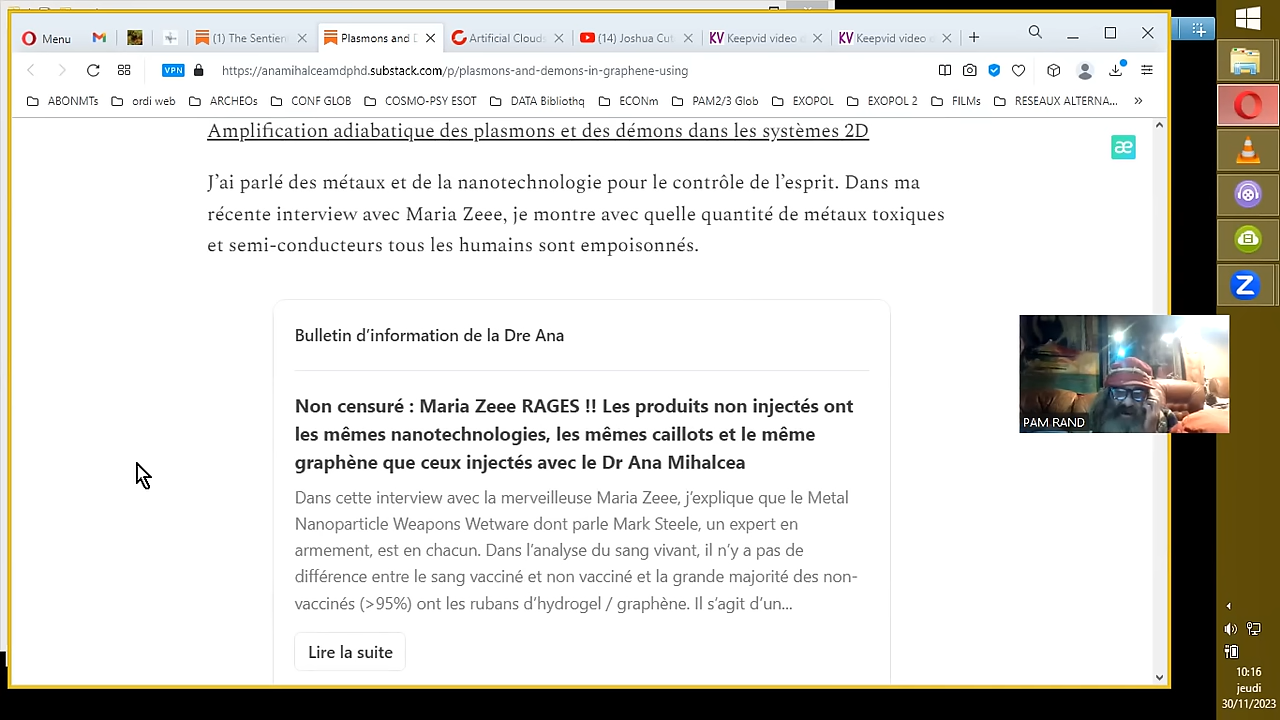 Menu
(1) The Sentien
Plasmons and D
Artificial Cloud
(14) Joshua Cut
KV Keepvid video
KV Keepvid video
VPN
https://anamihalceamdphd.substack.com/p/plasmons-and-demons-in-graphene-using
ABONMTs
ordi web
ARCHEOs
CONF GLOB
COSMO-PSY ESOT
DATA Bibliothq
ECONm
PAM2/3 Glob
EXOPOL
EXOPOL 2
FILMs
RESEAUX ALTERNA...
»
Amplification adiabatique des plasmons et des démons dans les systèmes 2D
æ
J'ai parlé des métaux et de la nanotechnologie pour le contrôle de l'esprit. Dans ma
récente interview avec Maria Zeee, je montre avec quelle quantité de métaux toxiques
et semi-conducteurs tous les humains sont empoisonnés.
Bulletin d'information de la Dre Ana
Non censuré : Maria Zeee RAGES !! Les produits non injectés ont
les mêmes nanotechnologies, les mêmes caillots et le même
graphène que ceux injectés avec le Dr Ana Mihalcea
Dans cette interview avec la merveilleuse Maria Zeee, j'explique que le Metal
Nanoparticle Weapons Wetware dont parle Mark Steele, un expert en
armement, est en chacun. Dans l'analyse du sang vivant, il n'y a pas de
différence entre le sang vacciné et non vacciné et la grande majorité des non-
vaccinés (>95%) ont les rubans d'hydrogel / graphène. Il s'agit d'un...
Lire la suite
PAM RAND
Z
10:16
jeudi
30/11/2023